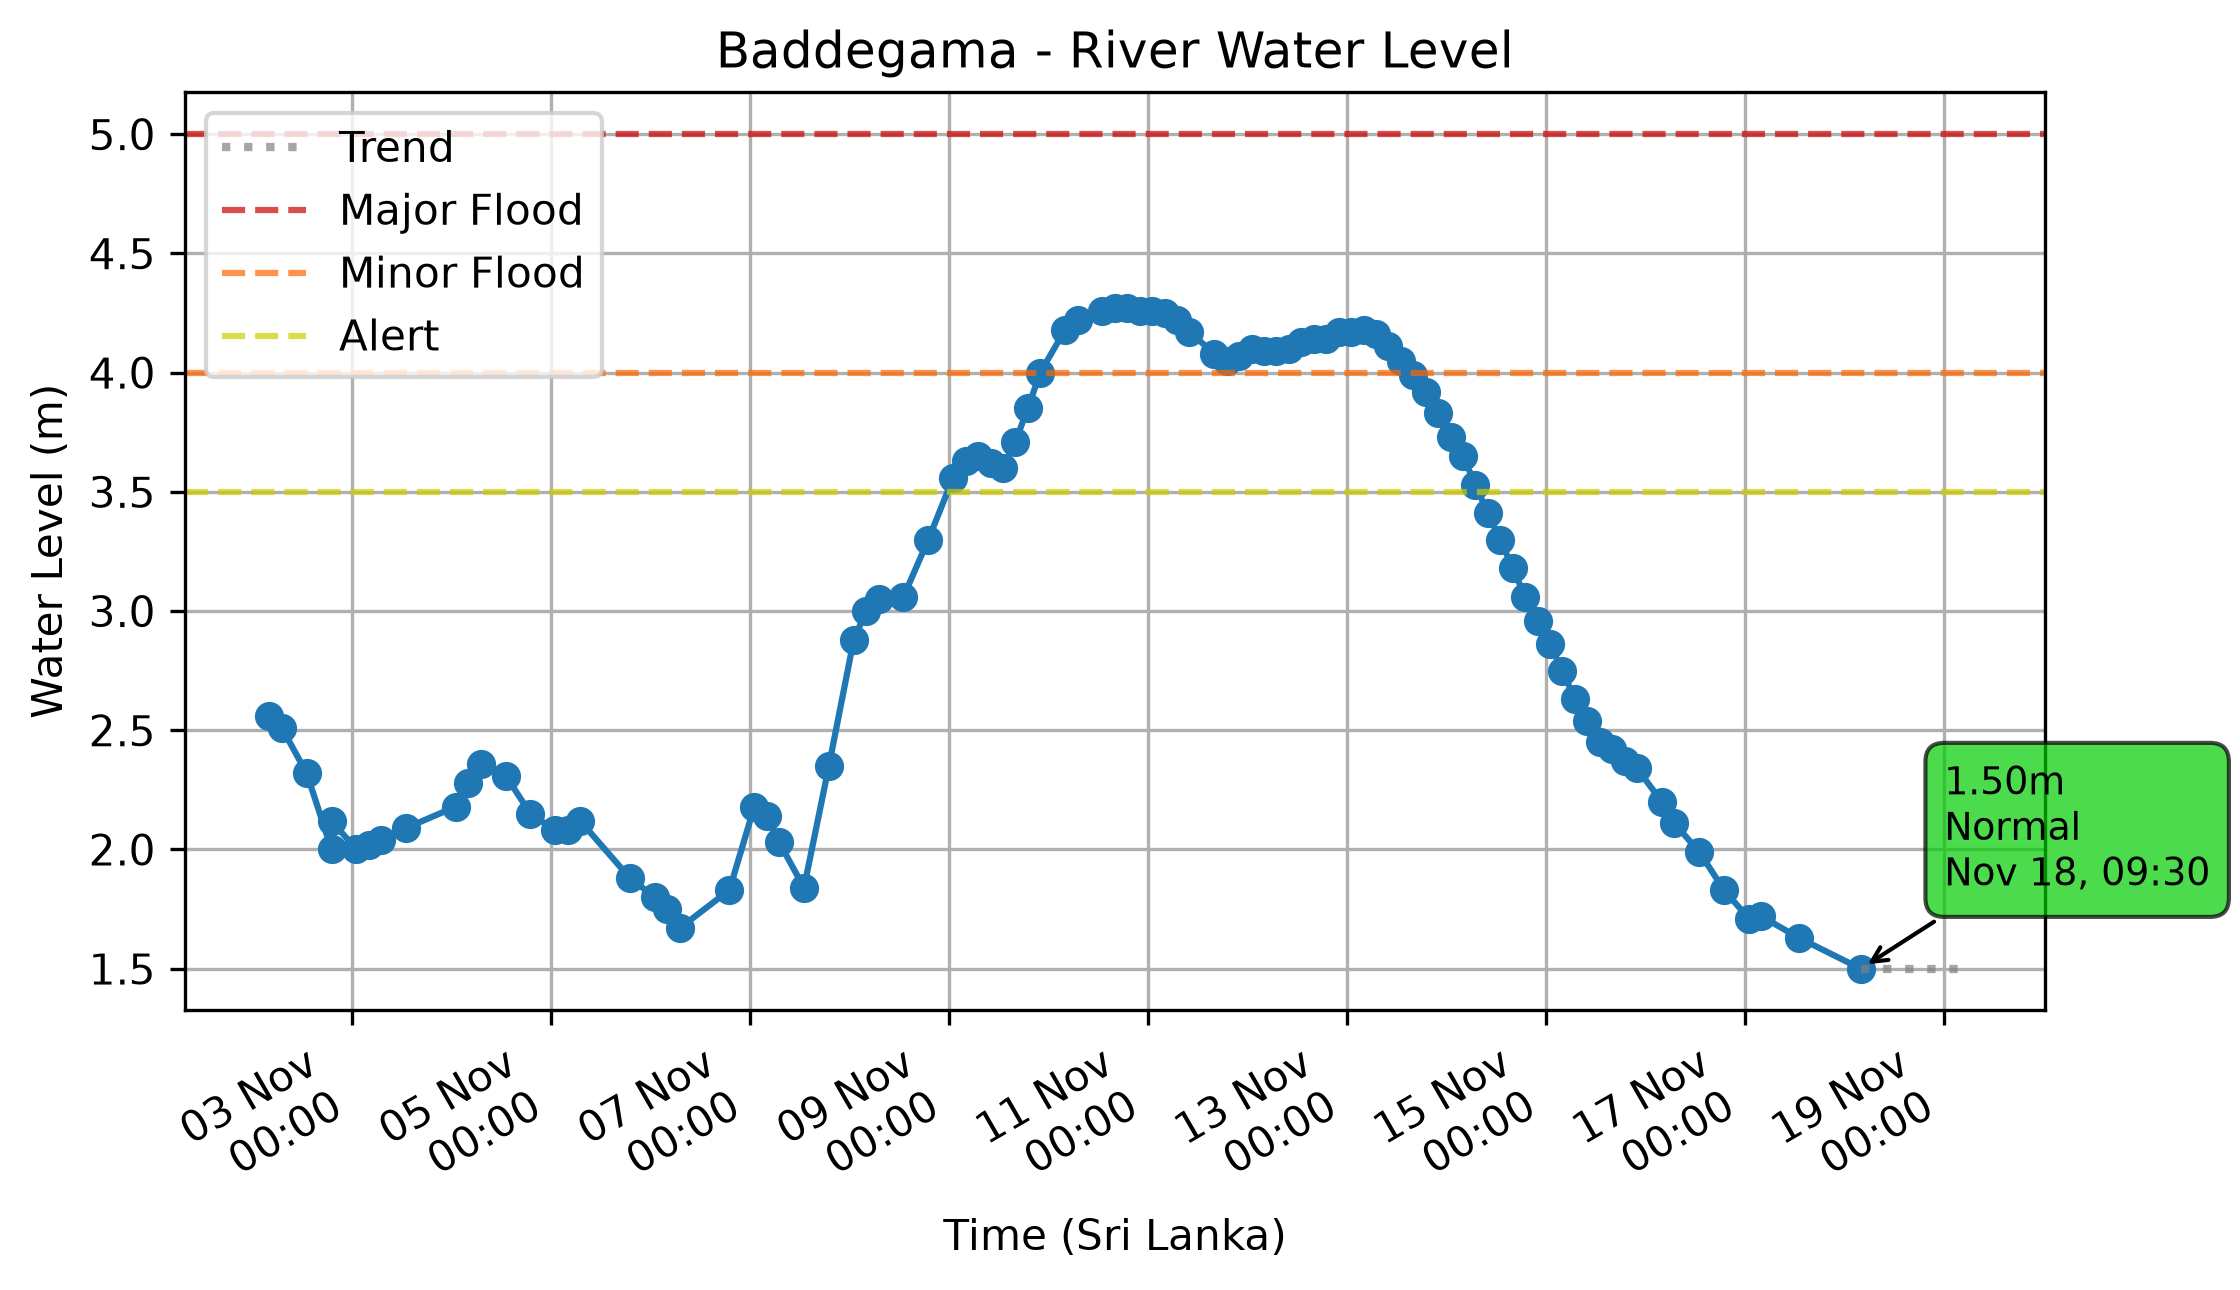 Baddegama - River Water Level
Trend
Major Flood
Minor Flood
Alert
Water Level (m)
5.0
4.5
4.0
3.5
3.0
2.5
2.0
1.5
1.50m
Normal
Nov 18, 09:30
03 Nov
00:00
05 Nov
00:00
07 Nov
00:00
09 Nov
00:00
11 Nov
00:00
13 Nov
00:00
15 Nov
00:00
17 Nov
00:00
19 Nov
00:00
Time (Sri Lanka)